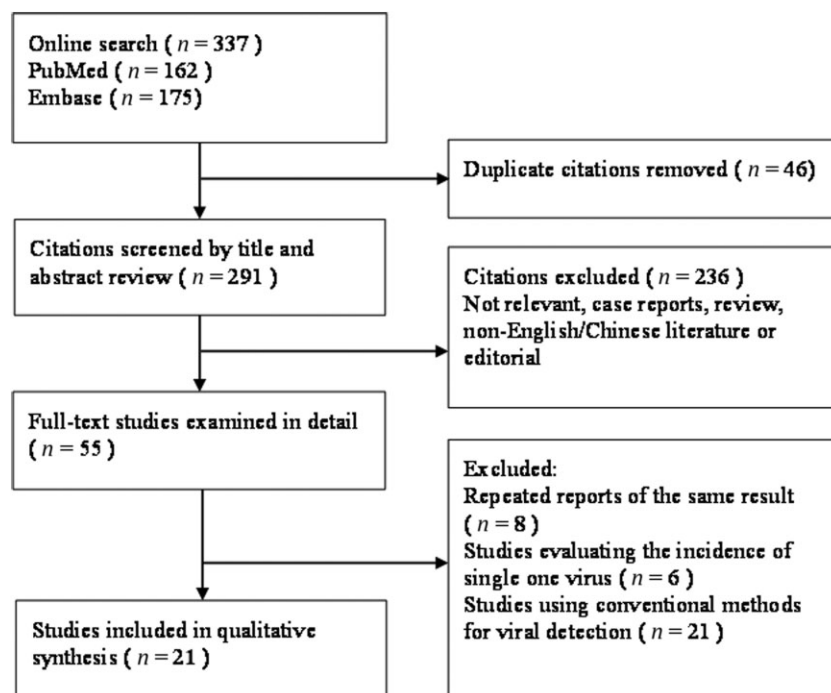 Online search ( n = 337)
PubMed ( n = 162 )
Embase ( n = 175)
Duplicate citations removed ( n = 46)
Citations screened by title and
abstract review ( n = 291 )
Citations excluded ( n = 236 )
Not relevant, case reports, review,
non-English/Chinese literature or
editorial
Full-text studies examined in detail
( n = 55 )
Excluded:
Repeated reports of the same result
( n = 8 )
Studies evaluating the incidence of
single one virus ( n = 6 )
Studies using conventional methods
for viral detection ( n = 21 )
Studies included in qualitative
synthesis ( n = 21 )